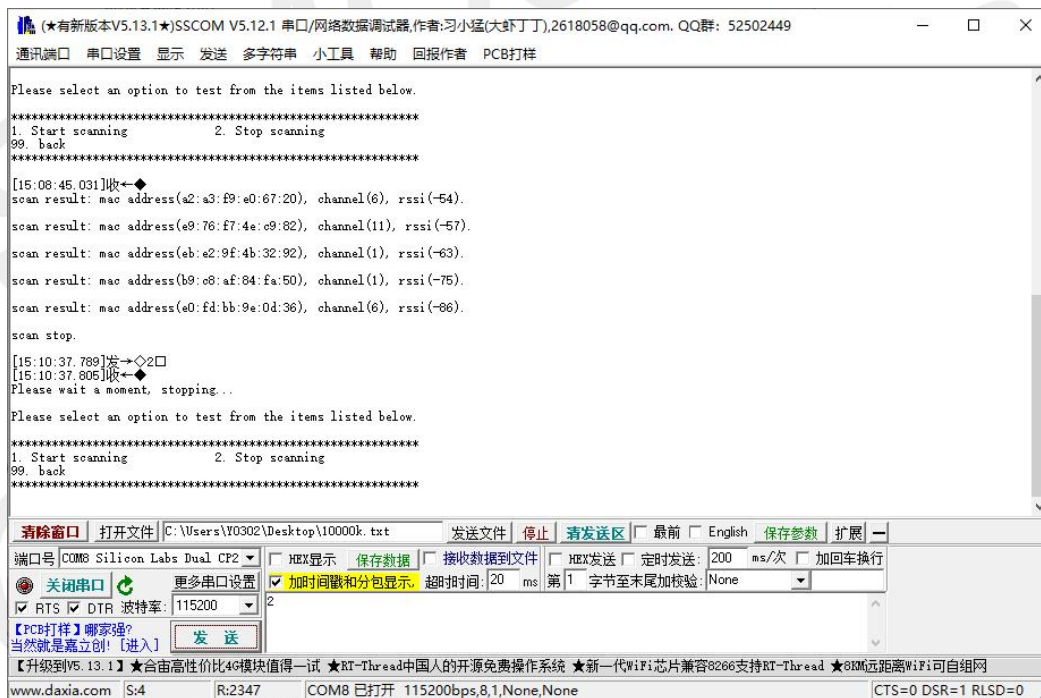 (★有新版本V5.13.1★)SSCOM V5.12.1 串口/网络数据调试器,作者:习小猛(大虾丁丁),2618058@qq.com. QQ群: 52502449
通讯端口 串口设置 显示 发送 多字符串 小工具 帮助 回报作者 PCB打样
Please select an option to test from the items listed below.
************************************************************
1. Start scanning 2. Stop scanning
99. back
************************************************************
[15:08:45.031]收←◆
scan result: mac address(a2:a3:f9:e0:67:20), channel(6), rssi(-54).
scan result: mac address(e9:76:f7:4e:c9:82), channel(11), rssi(-57).
scan result: mac address(eb:e2:9f:4b:32:92), channel(1), rssi(-63).
scan result: mac address(b9:c8:af:84:fa:50), channel(1), rssi(-75).
scan result: mac address(e0:fd:bb:9e:0d:36), channel(6), rssi(-86).
scan stop.
[15:10:37.789]发→◇2□
[15:10:37.805]收←◆
Please wait a moment, stopping...
Please select an option to test from the items listed below.
************************************************************
1. Start scanning 2. Stop scanning
99. back
************************************************************
清除窗口 打开文件 C:\Users\Y0302\Desktop\10000k.txt 发送文件 停止 清发送区 最前 English 保存参数 扩展 —
端口号 COM8 Silicon Labs Dual CP2 HEX显示 保存数据 接收数据到文件 HEX发送 定时发送: 200 ms/次 加回车换行
关闭串口 更多串口设置 加时间戳和分包显示, 超时时间: 20 ms 第 1 字节至末尾加校验: None
RTS DTR 波特率: 115200 2
【PCB打样】哪家强?
当然就是嘉立创! [进入] 发 送
【升级到V5.13.1】★合宙高性价比4G模块值得一试 ★RT-Thread中国人的开源免费操作系统 ★新一代WiFi芯片兼容8266支持RT-Thread ★8KM远距离WiFi可自组网
www.daxia.com S:4 R:2347 COM8 已打开 115200bps,8,1,None,None CTS=0 DSR=1 RLSD=0